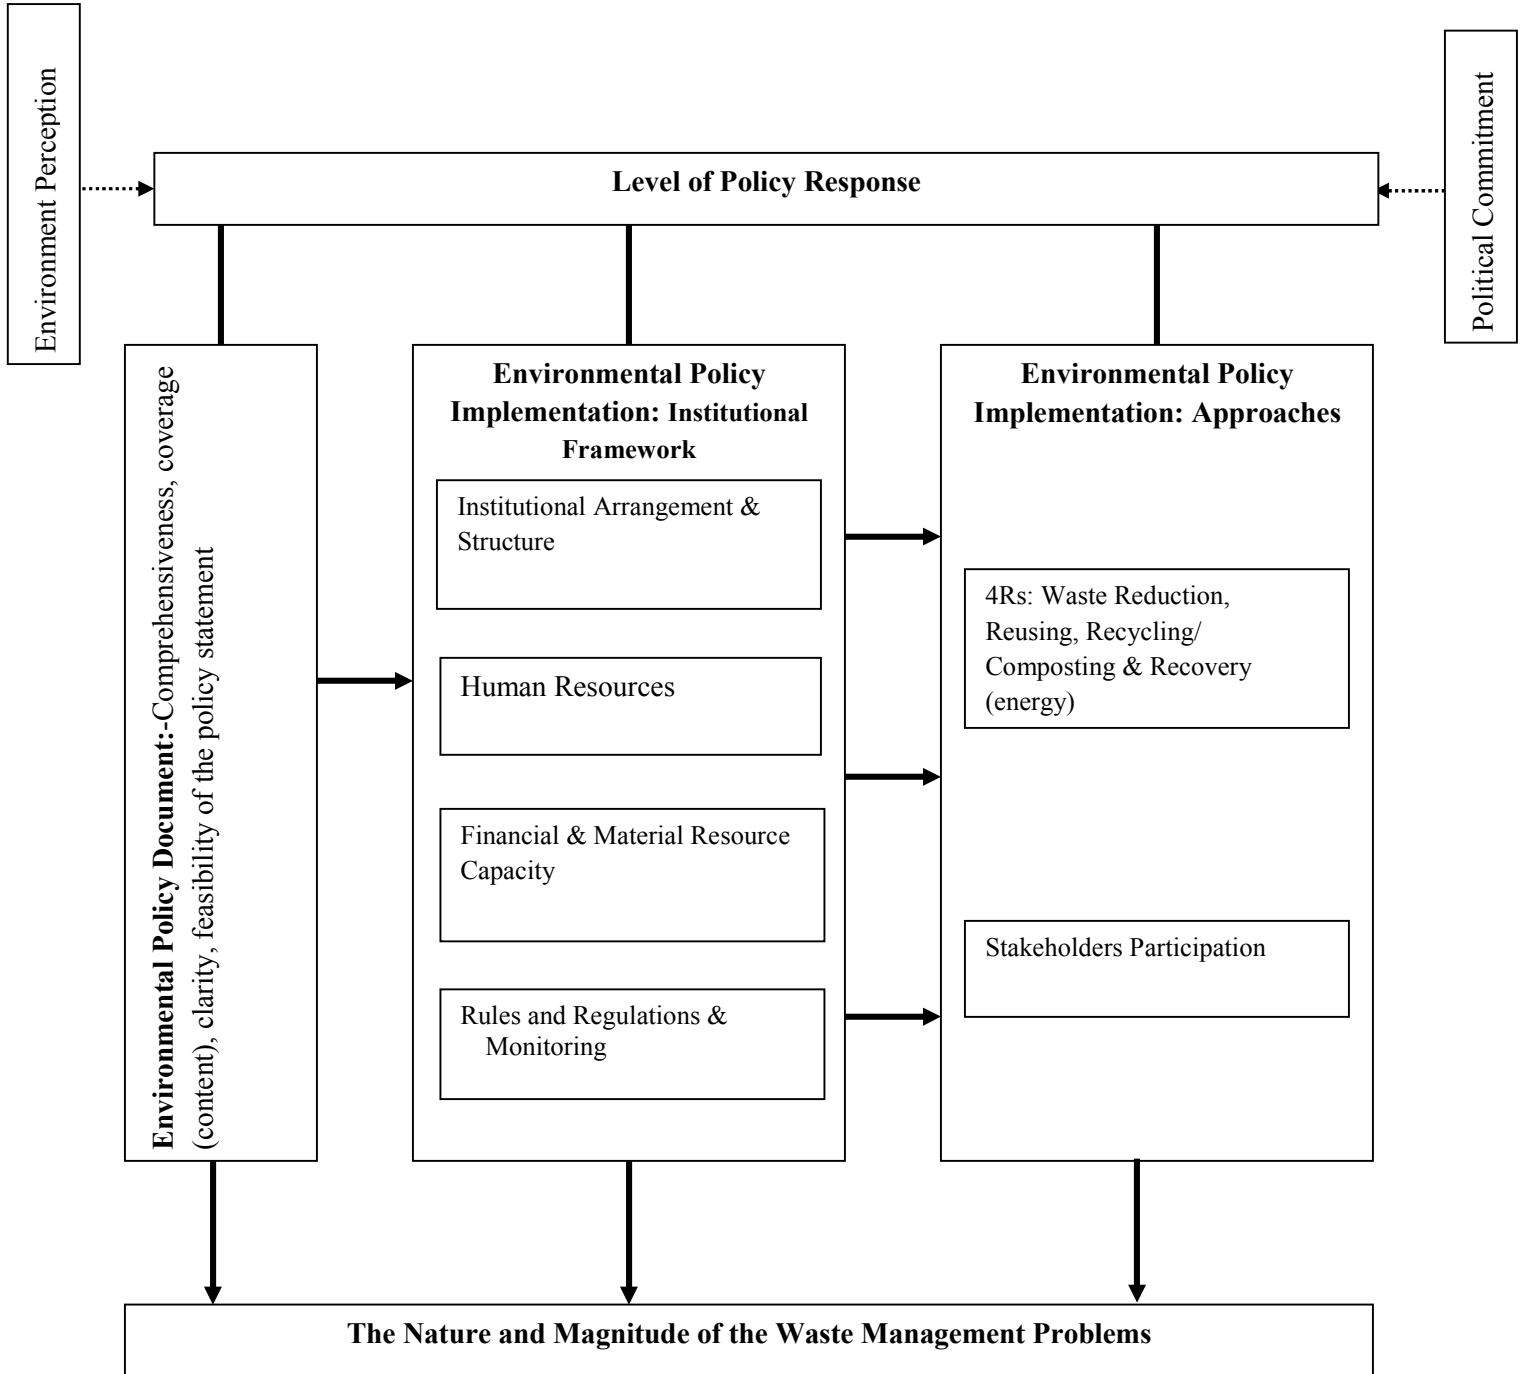 Environment Perception
Political Commitment
Level of Policy Response
Environmental Policy Document:-Comprehensiveness, coverage
(content), clarity, feasibility of the policy statement
Environmental Policy
Implementation: Institutional
Framework
Institutional Arrangement &
Structure
Human Resources
Financial & Material Resource
Capacity
Rules and Regulations &
Monitoring
Environmental Policy
Implementation: Approaches
4Rs: Waste Reduction,
Reusing, Recycling/
Composting & Recovery
(energy)
Stakeholders Participation
The Nature and Magnitude of the Waste Management Problems